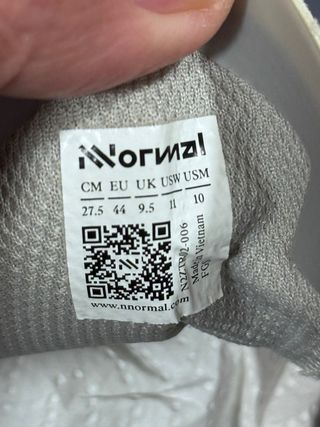 NNormal
CM EU UK USW USM
27.5 44 9.5 11 10
www.nnormal.com
-006
Made in Vietnam